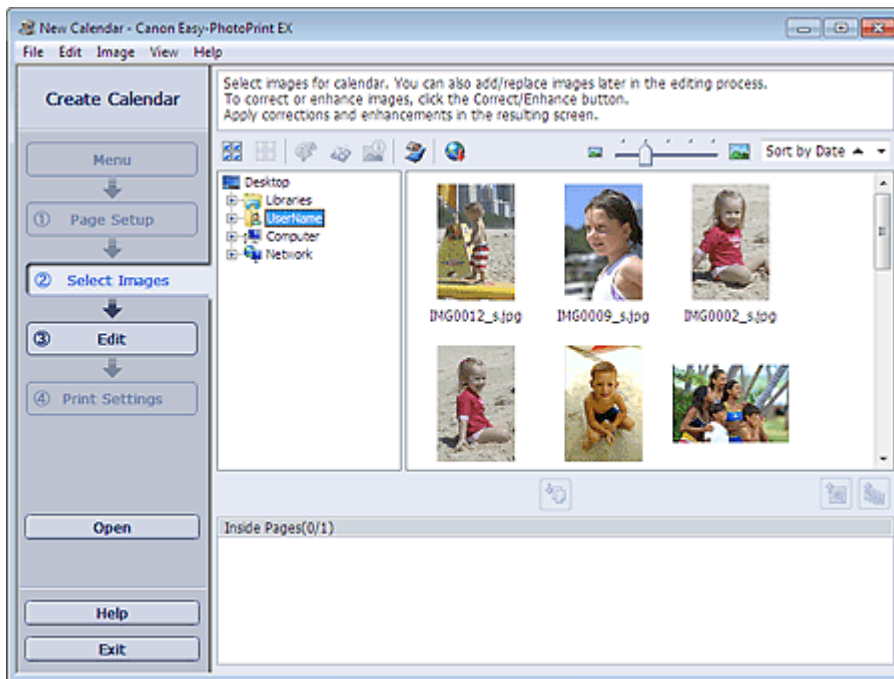 New Calendar - Canon Easy-PhotoPrint EX
File Edit Image View Help
Create Calendar
Menu
① Page Setup
② Select Images
③ Edit
④ Print Settings
Open
Help
Exit
Select images for calendar. You can also add/replace images later in the editing process.
To correct or enhance images, click the Correct/Enhance button.
Apply corrections and enhancements in the resulting screen.
Sort by Date
Desktop
Libraries
UserName
Computer
Network
IMG0012_s.jpg IMG0009_s.jpg IMG0002_s.jpg
Inside Pages(0/1)